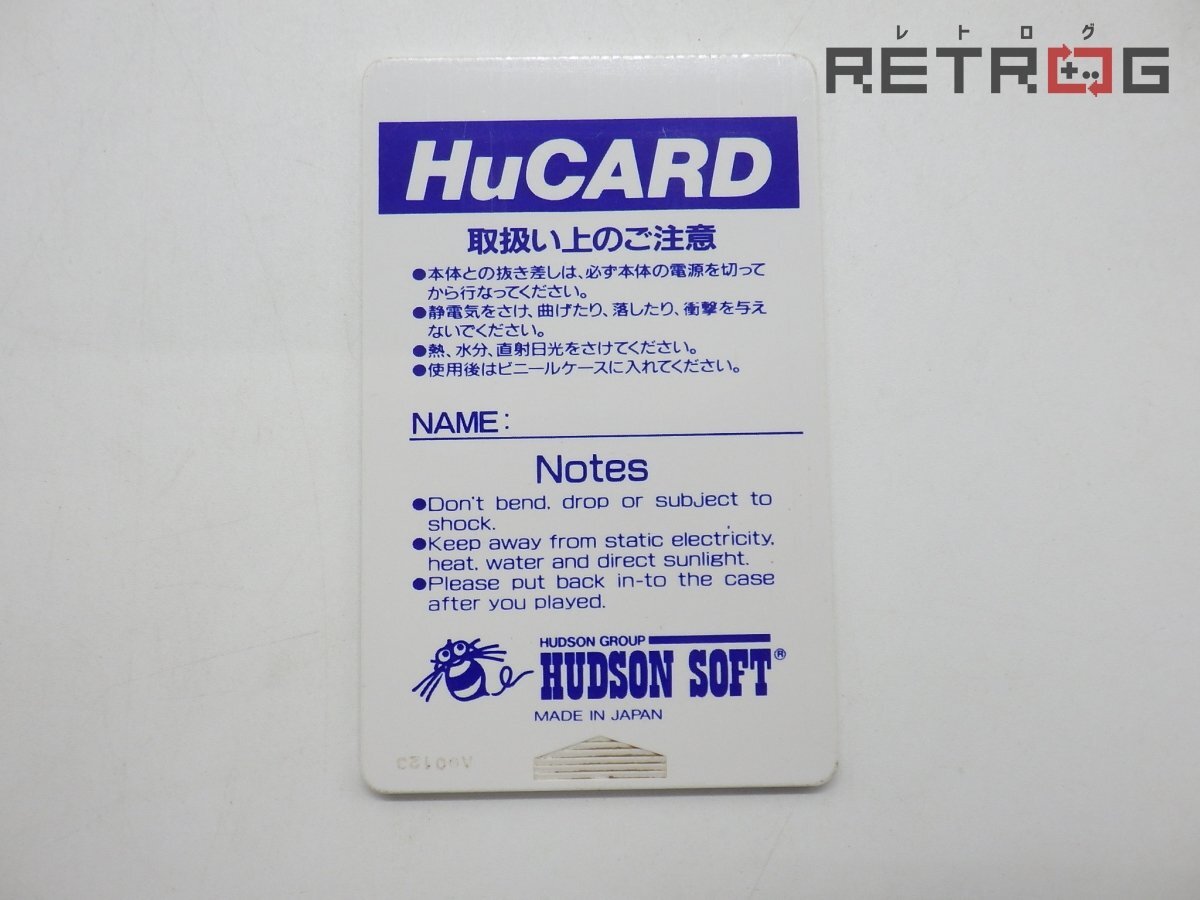 レトログ
RETROG
HuCARD
取扱い上のご注意
●本体との抜き差しは、必ず本体の電源を切って
から行なってください。
●静電気をさけ、曲げたり、落したり、衝撃を与え
ないでください。
●熱、水分、直射日光をさけてください。
●使用後はビニールケースに入れてください。
NAME:
Notes
●Don't bend, drop or subject to
shock.
●Keep away from static electricity,
heat, water and direct sunlight.
●Please put back in-to the case
after you played.
HUDSON GROUP
HUDSON SOFT®
MADE IN JAPAN